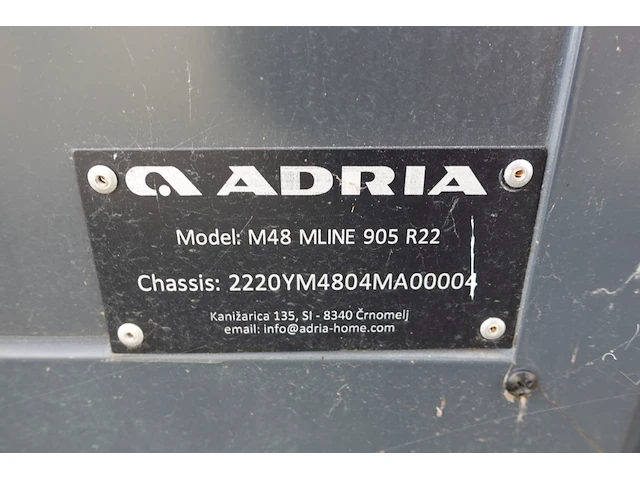 ADRIA
Model: M48 MLINE 905 R22
Chassis: 2220YM4804MA00004
Kanižarica 135, SI - 8340 Črnomelj
email: info@adria-home.com